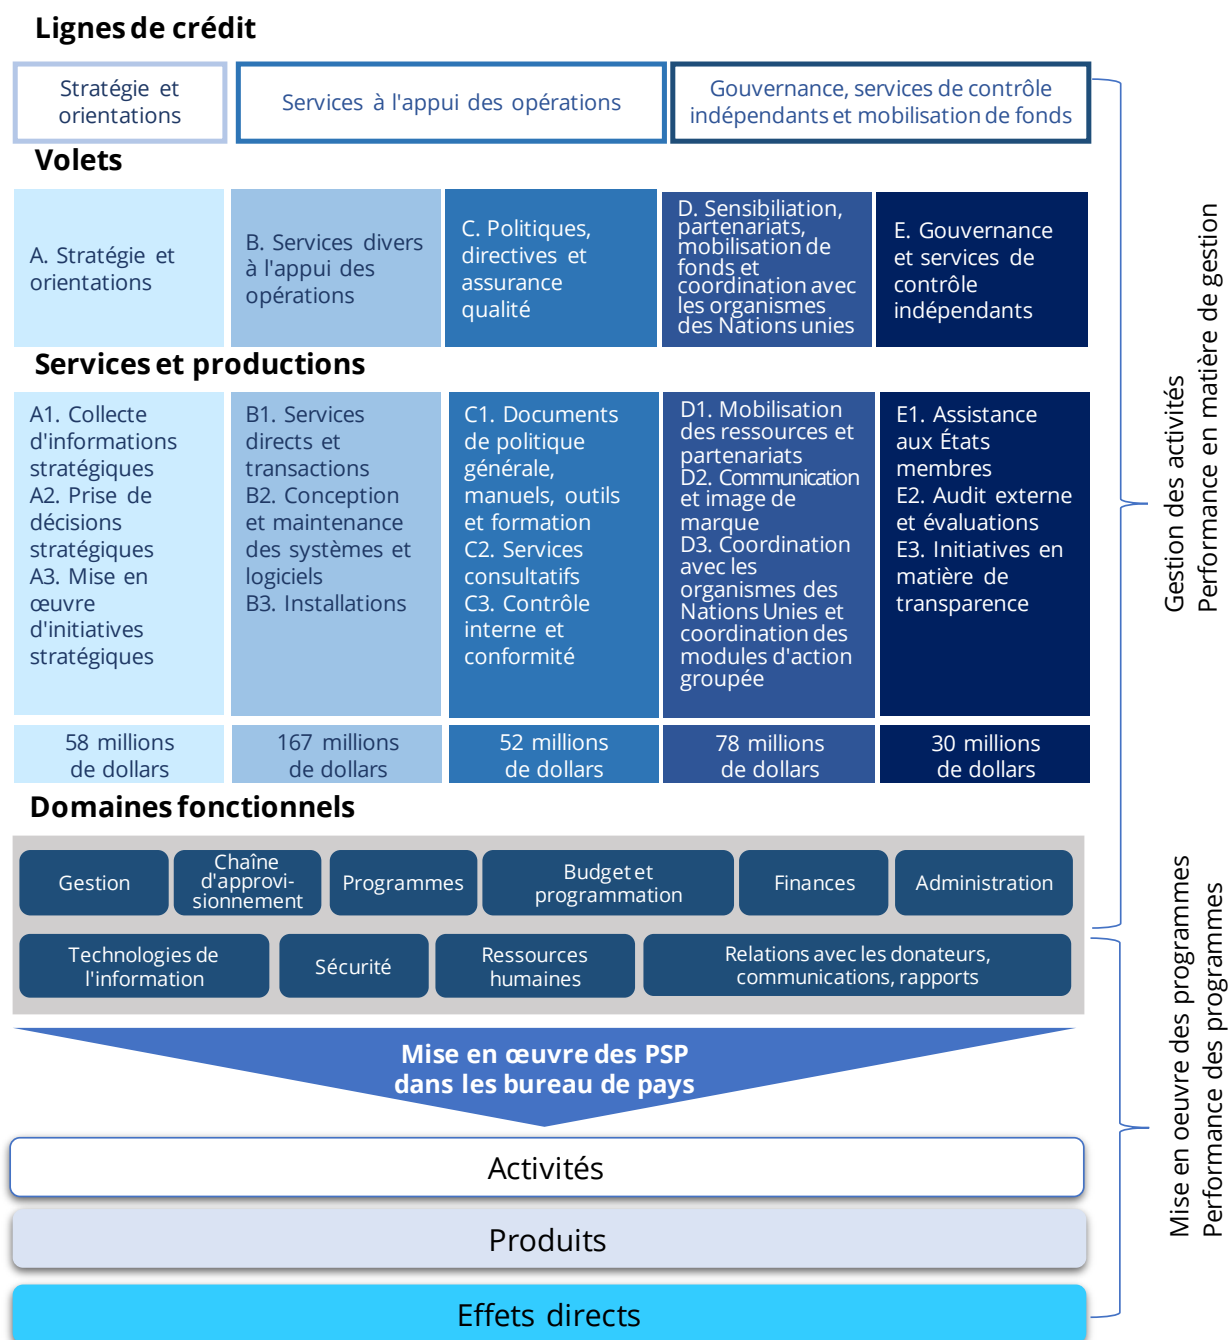 Lignes de crédit
Stratégie et
orientations
Services à l'appui des opérations
Gouvernance, services de contrôle
indépendants et mobilisation de fonds
Volets
A. Stratégie et
orientations
B. Services divers
à l'appui des
opérations
C. Politiques,
directives et
assurance
qualité
D. Sensibiliation,
partenariats,
mobilisation de
fonds et
coordination avec
les organismes
des Nations unies
E. Gouvernance
et services de
contrôle
indépendants
Services et productions
A1. Collecte
d'informations
stratégiques
A2. Prise de
décisions
stratégiques
A3. Mise en
œuvre
d'initiatives
stratégiques
B1. Services
directs et
transactions
B2. Conception
et maintenance
des systèmes et
logiciels
B3. Installations
C1. Documents
de politique
générale,
manuels, outils
et formation
C2. Services
consultatifs
C3. Contrôle
interne et
conformité
D1. Mobilisation
des ressources et
partenariats
D2. Communication
et image de
marque
D3. Coordination
avec les
organismes des
Nations Unies et
coordination des
modules d'action
groupée
E1. Assistance
aux États
membres
E2. Audit externe
et évaluations
E3. Initiatives en
matière de
transparence
58 millions
de dollars
167 millions
de dollars
52 millions
de dollars
78 millions
de dollars
30 millions
de dollars
Domaines fonctionnels
Gestion
Chaîne
d'approvi-
sionnement
Programmes
Budget et
programmation
Finances
Administration
Technologies de
l'information
Sécurité
Ressources
humaines
Relations avec les donateurs,
communications, rapports
Mise en œuvre des PSP
dans les bureau de pays
Activités
Produits
Effets directs
Gestion des activités
Performance en matière de gestion
Mise en oeuvre des programmes
Performance des programmes